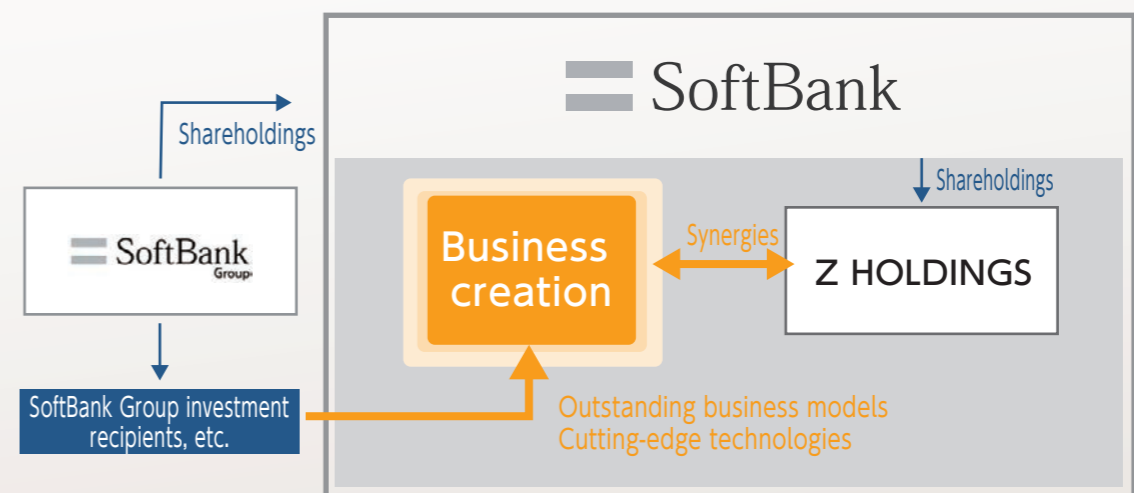 SoftBank
Shareholdings
Shareholdings
SoftBank
Group
Business
creation
Synergies
Z HOLDINGS
SoftBank Group investment
recipients, etc.
Outstanding business models
Cutting-edge technologies